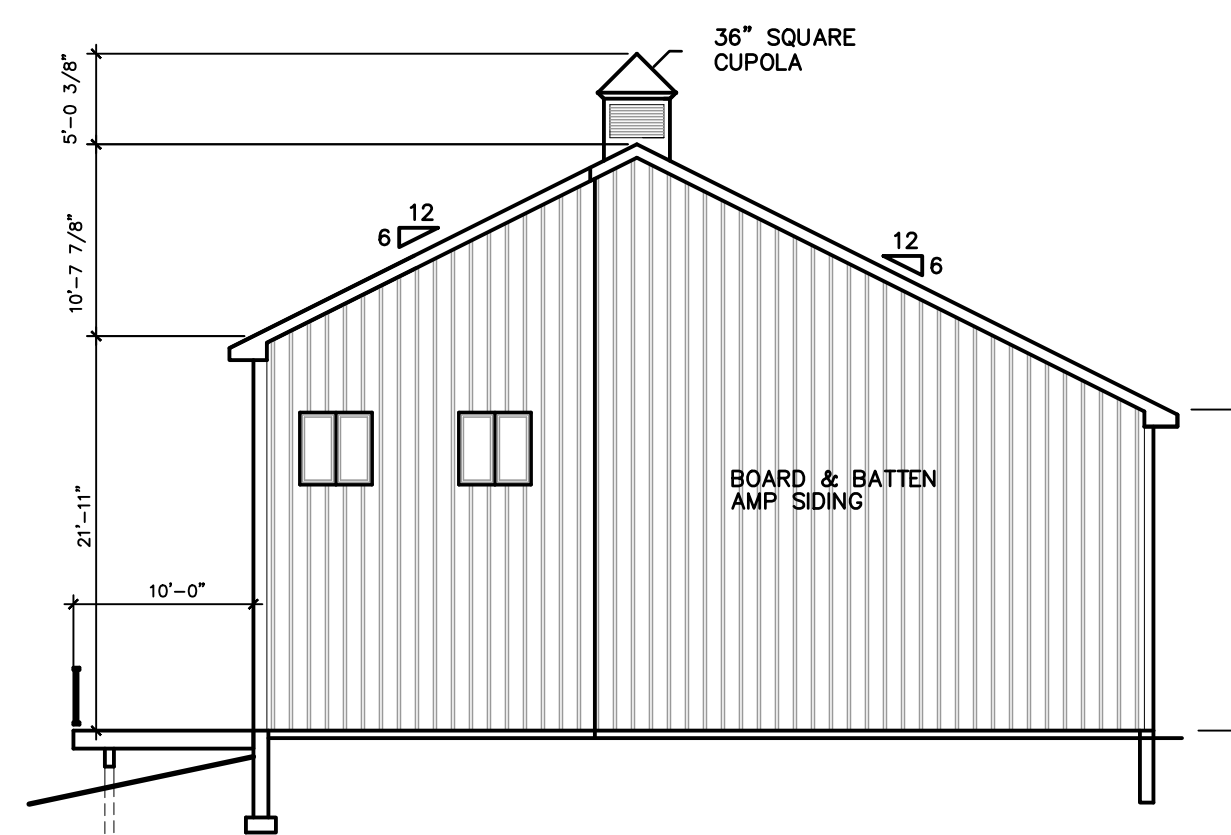 36" SQUARE
CUPOLA
5'-0 3/8"
12
6
10'-7 7/8"
12
6
BOARD & BATTEN
AMP SIDING
21'-11"
10'-0"